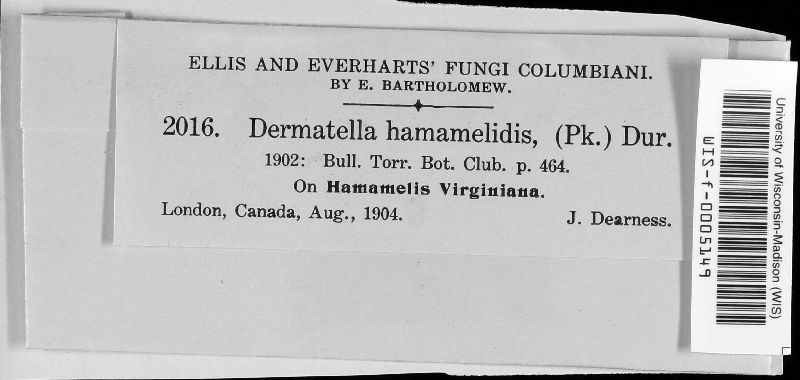 ELLIS AND EVERHARTS' FUNGI COLUMBIANI.
BY E. BARTHOLOMEW.
2016. Dermatella hamamelidis, (Pk.) Dur.
1902: Bull. Torr. Bot. Club. p. 464.
On Hamamelis Virginiana.
London, Canada, Aug., 1904. J. Dearness.
University of Wisconsin-Madison (WIS)
WIS-f-0005149